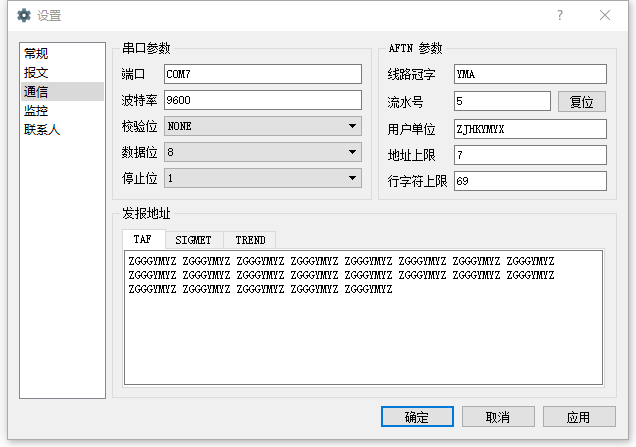 设置
常规
报文
通信
监控
联系人
串口参数
端口 COM7
波特率 9600
校验位 NONE
数据位 8
停止位 1
AFTN 参数
线路冠字 YMA
流水号 5 复位
用户单位 ZJHKYMYX
地址上限 7
行字符上限 69
发报地址
TAF SIGMET TREND
ZGGGYMYZ ZGGGYMYZ ZGGGYMYZ ZGGGYMYZ ZGGGYMYZ ZGGGYMYZ ZGGGYMYZ ZGGGYMYZ
ZGGGYMYZ ZGGGYMYZ ZGGGYMYZ ZGGGYMYZ ZGGGYMYZ ZGGGYMYZ ZGGGYMYZ ZGGGYMYZ
ZGGGYMYZ ZGGGYMYZ ZGGGYMYZ ZGGGYMYZ ZGGGYMYZ
确定 取消 应用